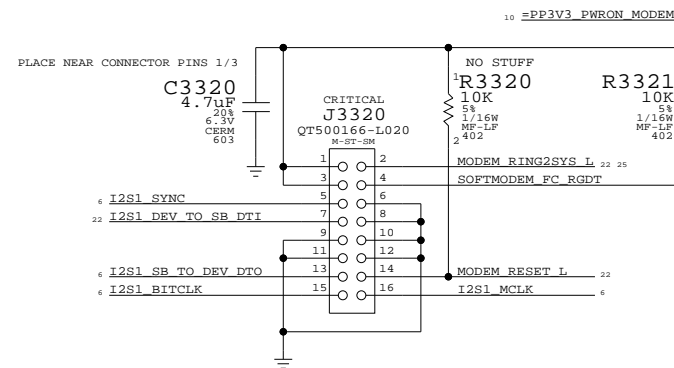 10 =PP3V3_PWRON_MODEM
PLACE NEAR CONNECTOR PINS 1/3
C3320
4.7uF
20%
6.3V
CERM
603
CRITICAL
J3320
QT500166-L020
M-ST-SM
NO STUFF
1
R3320
10K
5%
1/16W
MF-LF
402
2
R3321
10K
5%
1/16W
MF-LF
402
1 2 MODEM_RING2SYS_L 22 25
3 4 SOFTMODEM_FC_RGDT
6 I2S1_SYNC 5 6
22 I2S1_DEV_TO_SB_DTI 7 8
9 10
11 12
6 I2S1_SB_TO_DEV_DTO 13 14 MODEM_RESET_L 22
6 I2S1_BITCLK 15 16 I2S1_MCLK 6